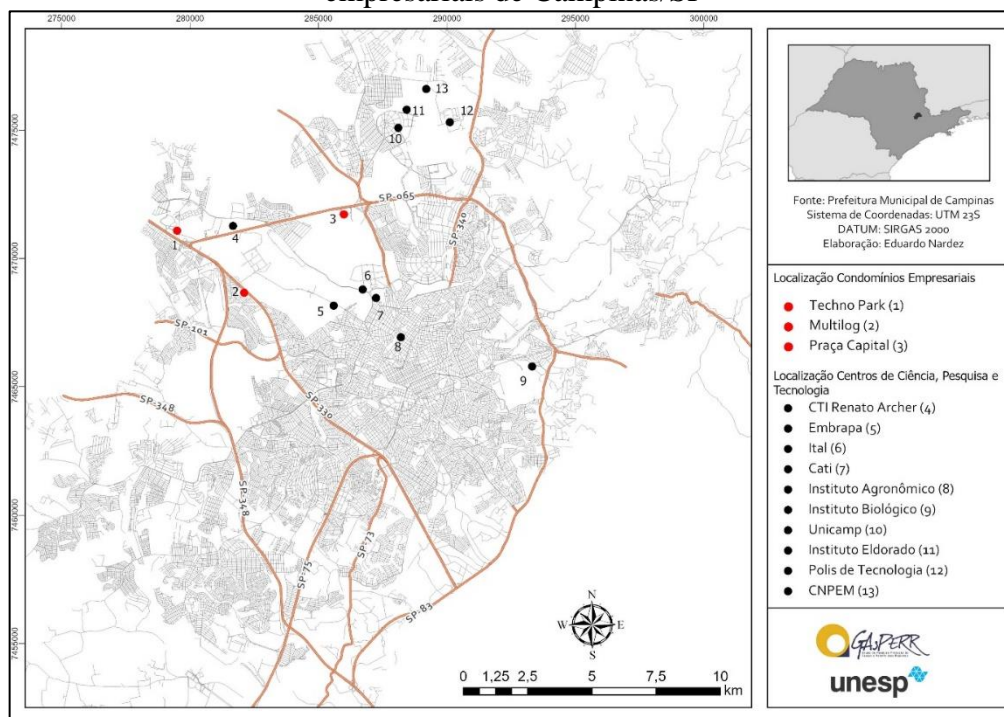 empresariais de Campinas/SP
275000 280000 285000 290000 295000 300000
7475000
7470000
7465000
7460000
7455000
13
11
12
10
SP-065
3
SP-340
1
4
2
6
5
7
SP-101
8
9
SP-348
SP-330
SP-348
SP-75
SP-73
SP-83
N
W E
S
0 1,25 2,5 5 7,5 10
km
Fonte: Prefeitura Municipal de Campinas
Sistema de Coordenadas: UTM 23S
DATUM: SIRGAS 2000
Elaboração: Eduardo Nardez
Localização Condomínios Empresariais
Techno Park (1)
Multilog (2)
Praça Capital (3)
Localização Centros de Ciência, Pesquisa e
Tecnologia
CTI Renato Archer (4)
Embrapa (5)
Ital (6)
Cati (7)
Instituto Agronômico (8)
Instituto Biológico (9)
Unicamp (10)
Instituto Eldorado (11)
Polis de Tecnologia (12)
CNPEM (13)
GAsPERR
unesp